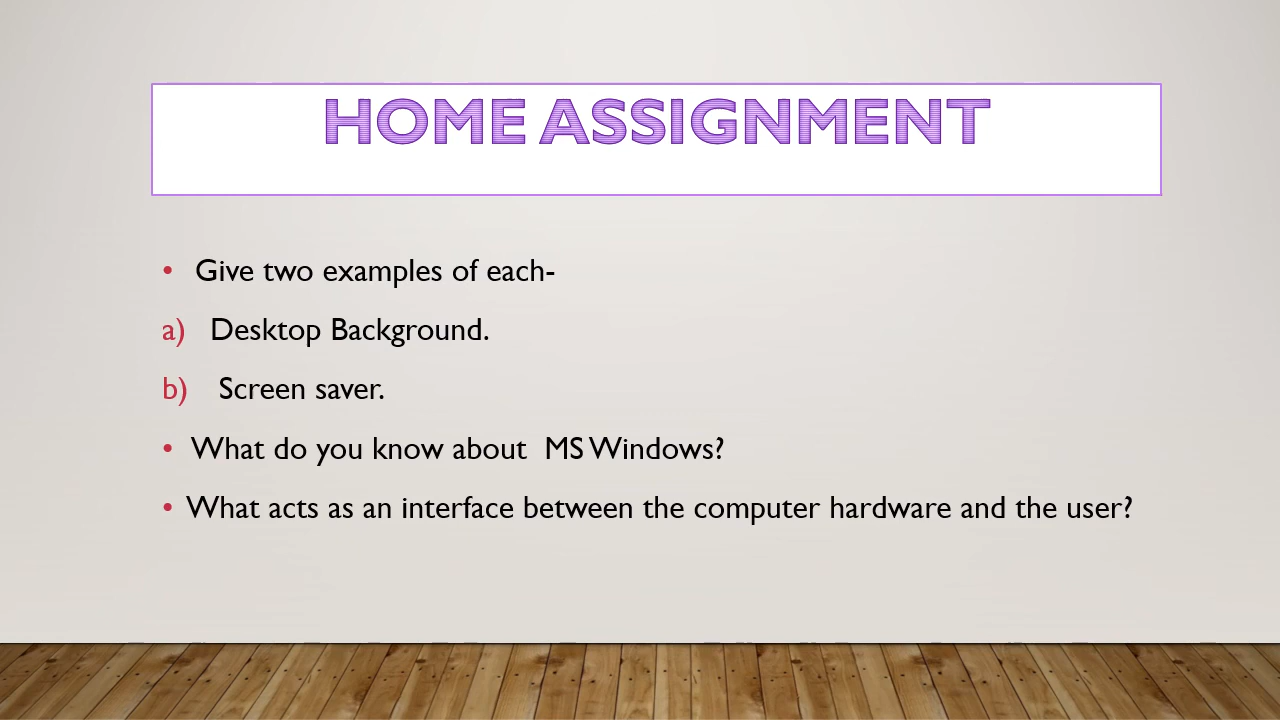 HOME ASSIGNMENT
• Give two examples of each-
a) Desktop Background.
b) Screen saver.
• What do you know about  MS Windows?
• What acts as an interface between the computer hardware and the user?